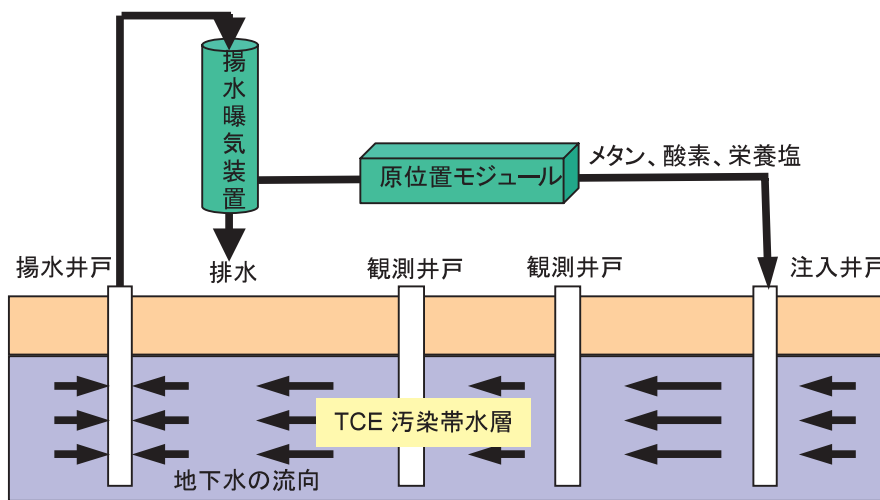 揚水曝気装置
メタン、酸素、栄養塩
原位置モジュール
揚水井戸
排水
観測井戸
観測井戸
注入井戸
TCE 汚染帯水層
地下水の流向